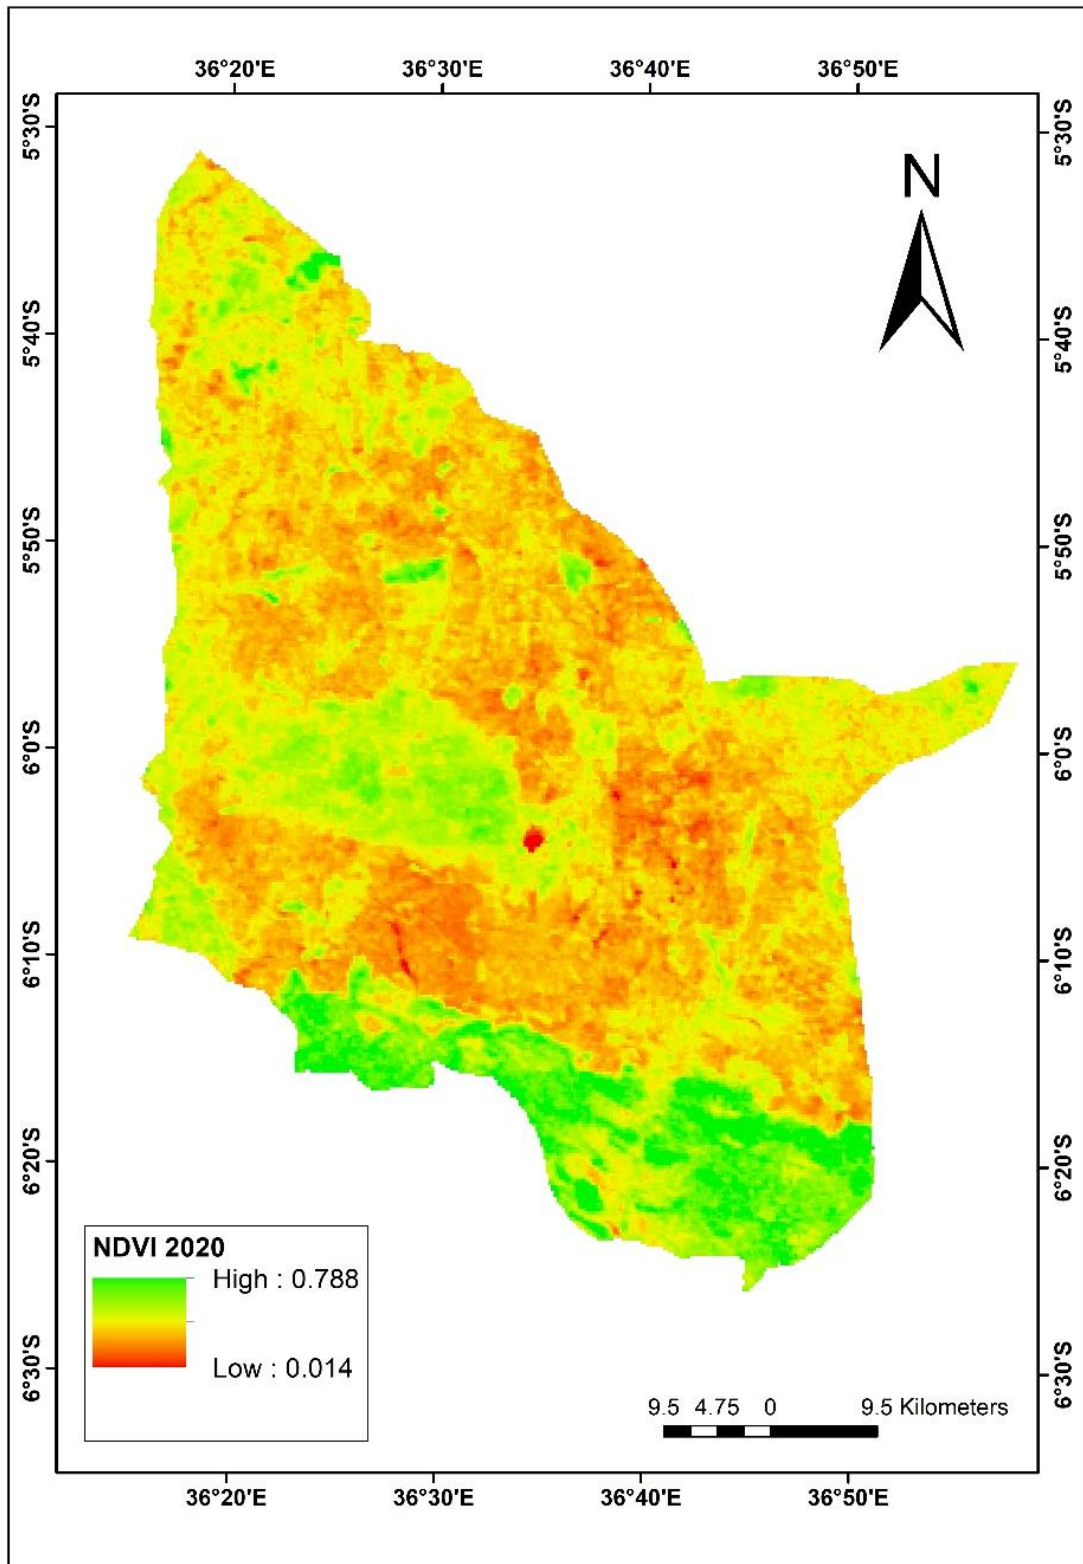 36°20'E 36°30'E 36°40'E 36°50'E
5°30'S 5°30'S
N
5°40'S 5°40'S
5°50'S 5°50'S
6°0'S 6°0'S
6°10'S 6°10'S
6°20'S 6°20'S
NDVI 2020
High : 0.788
Low : 0.014
6°30'S 6°30'S
9.5 4.75 0 9.5 Kilometers
36°20'E 36°30'E 36°40'E 36°50'E